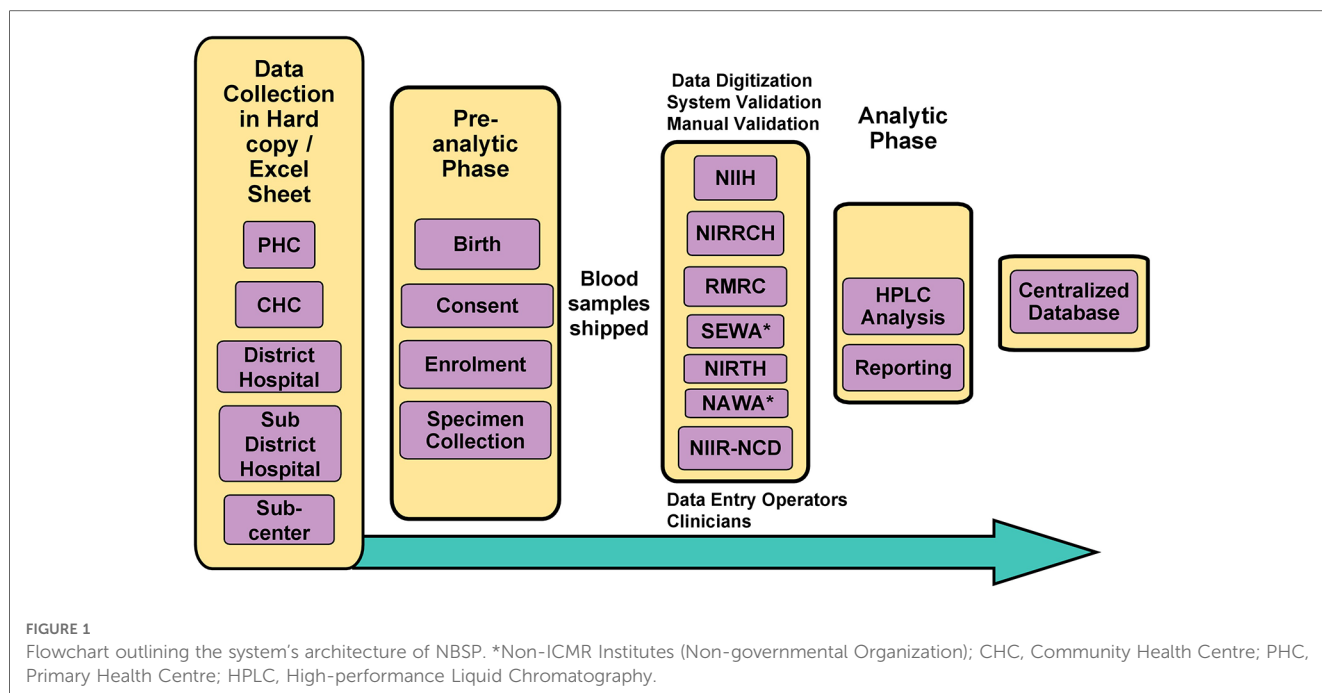 Data
Collection
in Hard
copy /
Excel
Sheet
PHC
CHC
District
Hospital
Sub
District
Hospital
Sub-
center
Pre-
analytic
Phase
Birth
Consent
Enrolment
Specimen
Collection
Blood
samples
shipped
Data Digitization
System Validation
Manual Validation
NIIH
NIRRCH
RMRC
SEWA*
NIRTH
NAWA*
NIIR-NCD
Data Entry Operators
Clinicians
Analytic
Phase
HPLC
Analysis
Reporting
Centralized
Database
FIGURE 1
Flowchart outlining the system's architecture of NBSP. *Non-ICMR Institutes (Non-governmental Organization); CHC, Community Health Centre; PHC,
Primary Health Centre; HPLC, High-performance Liquid Chromatography.